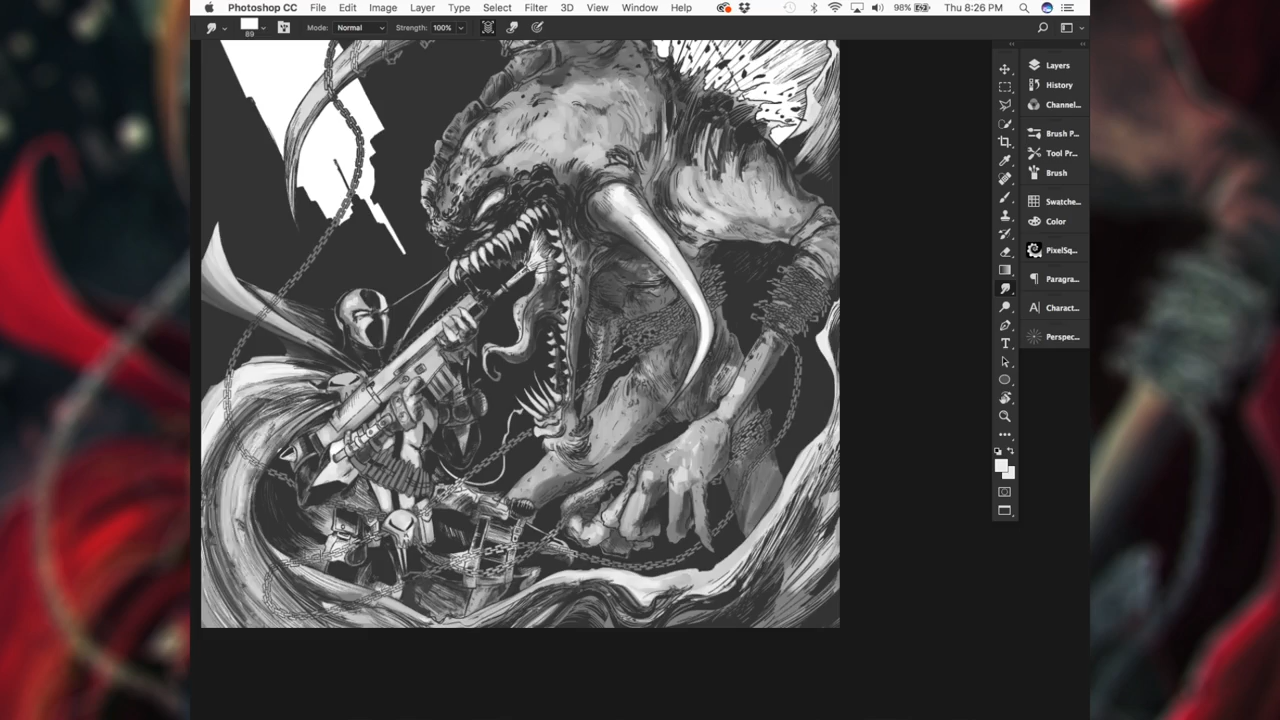 Photoshop CC File Edit Image Layer Type Select Filter 3D View Window Help 98% Thu 8:26 PM
89 Mode: Normal Strength: 100%
Layers
History
Channel...
Brush P...
Tool Pr...
Brush
Swatche...
Color
PixelSq...
Paragra...
Charact...
Perspec...